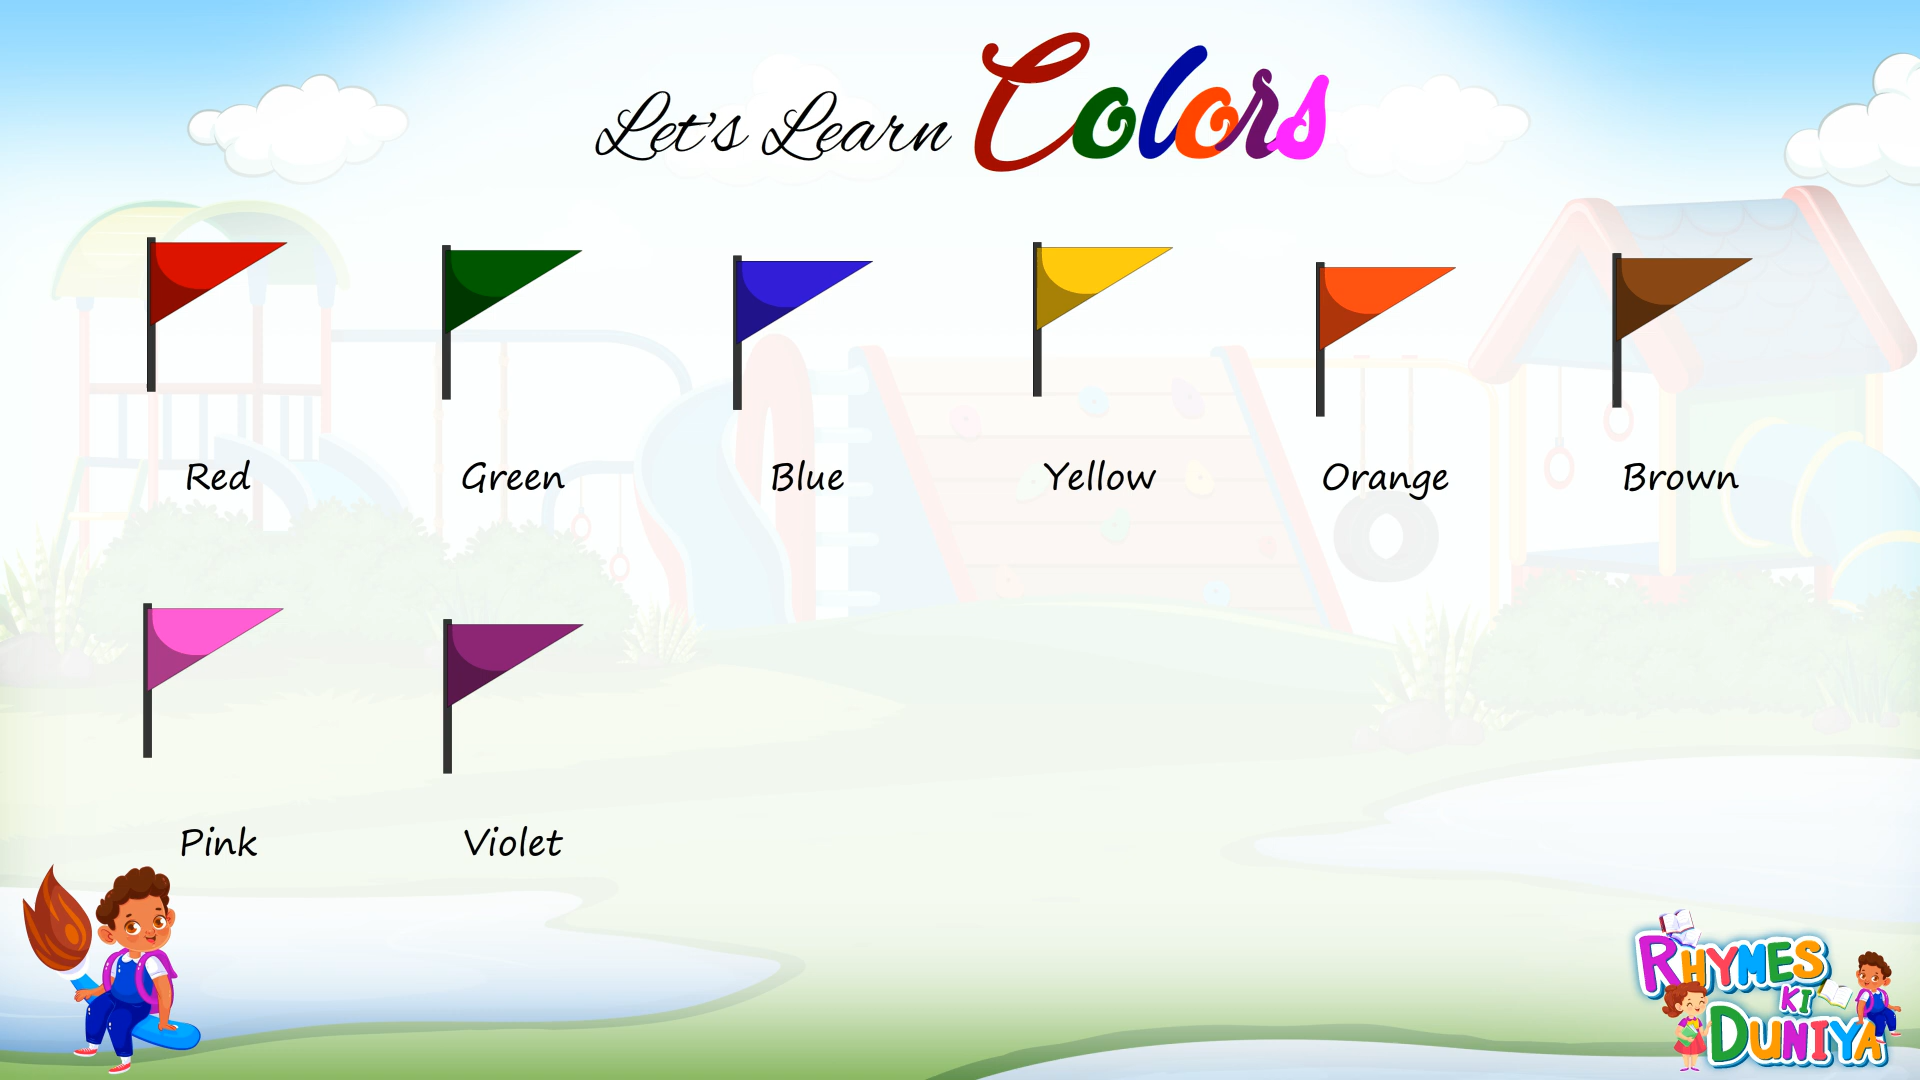 Let's Learn Colors
Red Green Blue Yellow Orange Brown
Pink Violet
RHYMES
KI
DUNIYA